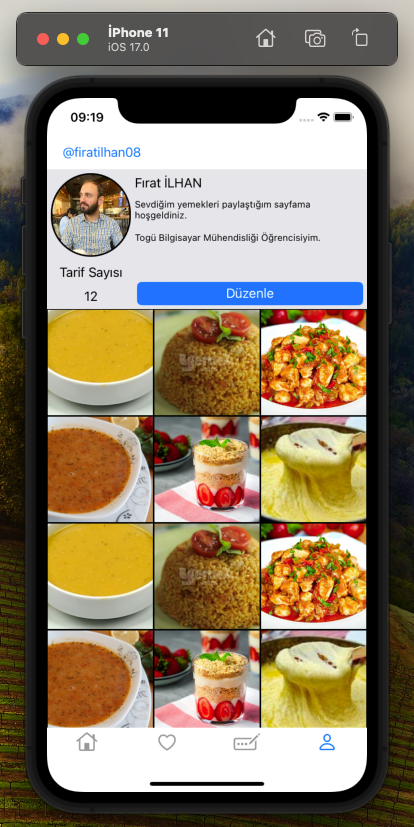 İPhone 11
iOS 17.0
09:19
@firatilhan08
Fırat İLHAN
Sevdiğim yemekleri paylaştığım sayfama
hoşgeldiniz.
Togü Bilgisayar Mühendisliği Öğrencisiyim.
Tarif Sayısı
12
Düzenle